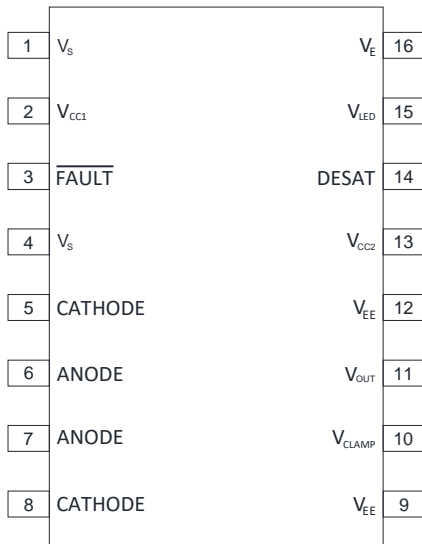 1 V_S V_E 16
2 V_CC1 V_LED 15
3 F̅A̅U̅L̅T̅ DESAT 14
4 V_S V_CC2 13
5 CATHODE V_EE 12
6 ANODE V_OUT 11
7 ANODE V_CLAMP 10
8 CATHODE V_EE 9